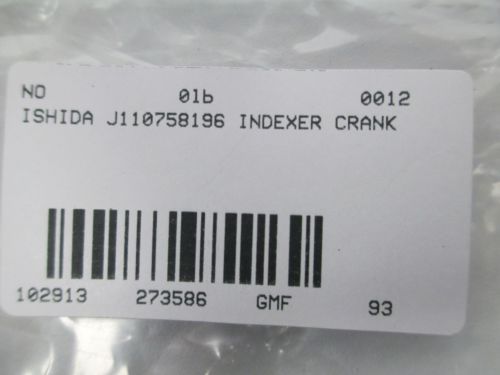 NO 01b 0012
ISHIDA J110758196 INDEXER CRANK
102913 273586 GMF 93